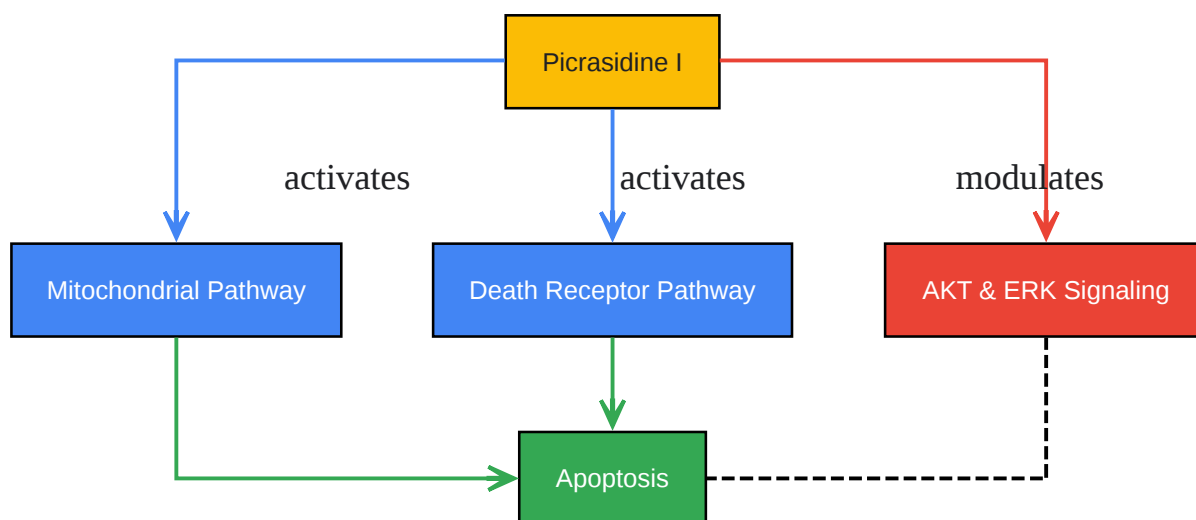 Picrasidine I
activates
activates
modulates
Mitochondrial Pathway
Death Receptor Pathway
AKT & ERK Signaling
Apoptosis